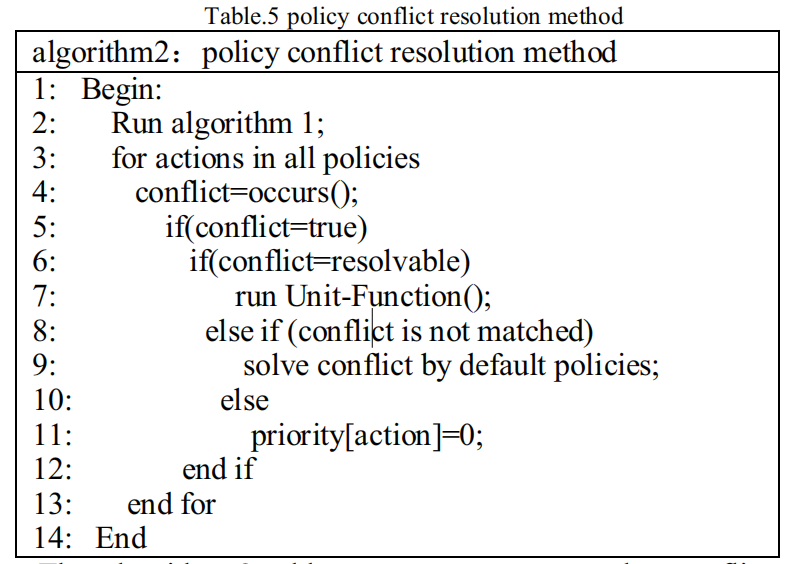 Table.5 policy conflict resolution method
algorithm2：policy conflict resolution method
1: Begin:
2: Run algorithm 1;
3: for actions in all policies
4: conflict=occurs();
5: if(conflict=true)
6: if(conflict=resolvable)
7: run Unit-Function();
8: else if (conflict is not matched)
9: solve conflict by default policies;
10: else
11: priority[action]=0;
12: end if
13: end for
14: End